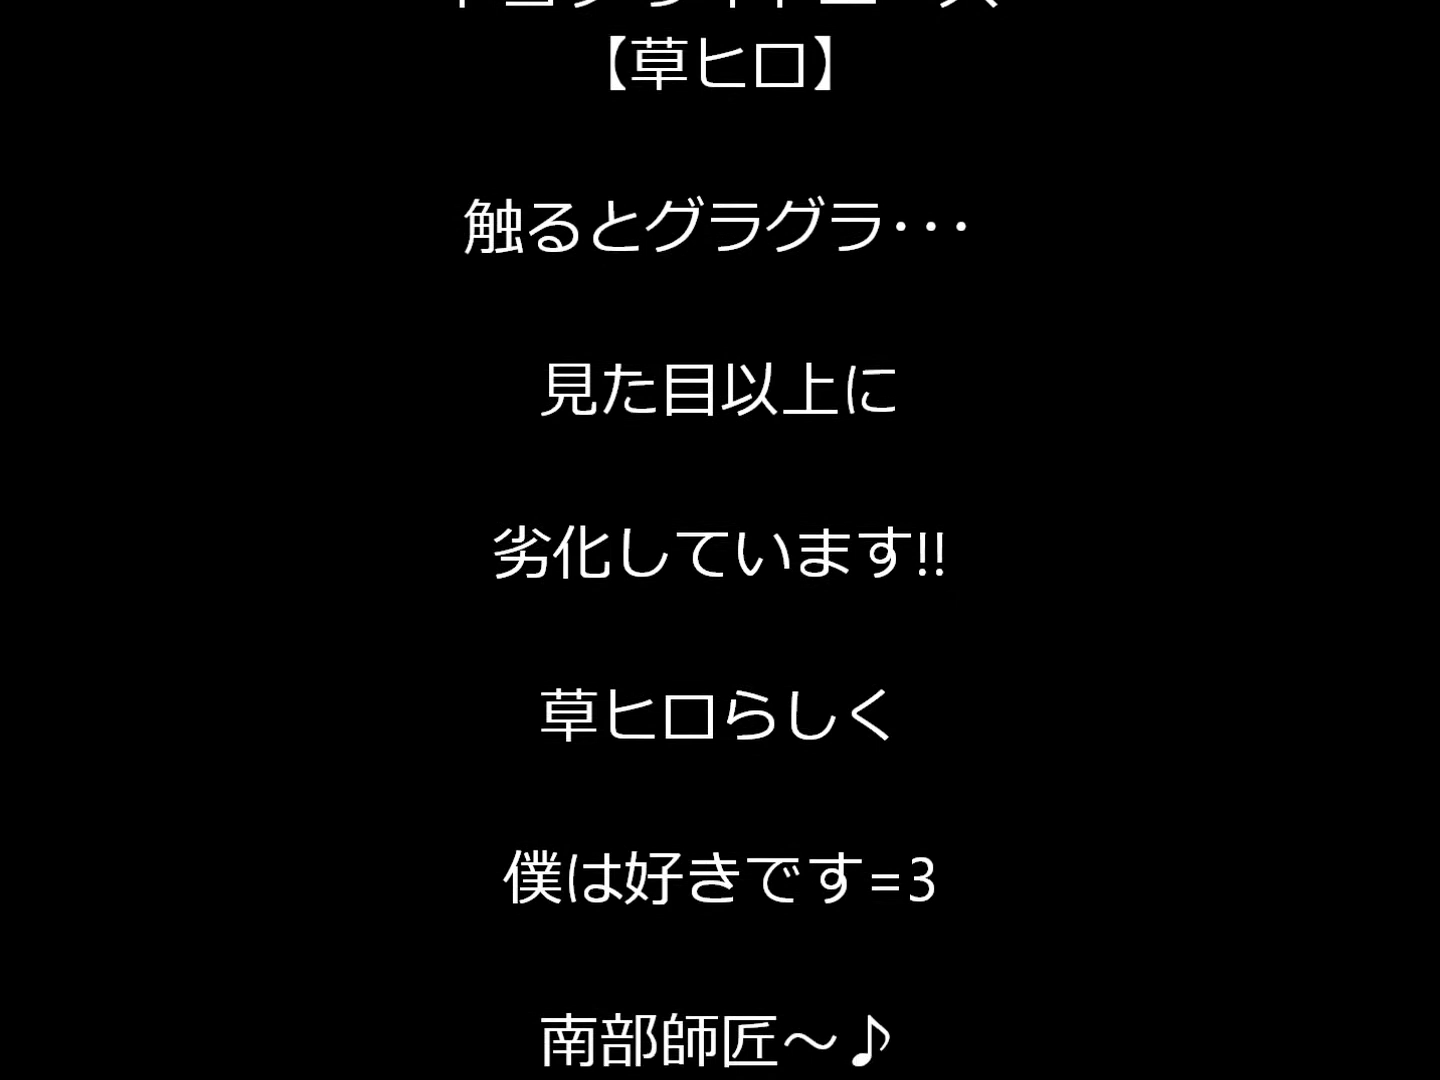 【草ヒロ】
触るとグラグラ･･･
見た目以上に
劣化しています!!
草ヒロらしく
僕は好きです=3
南部師匠～♪